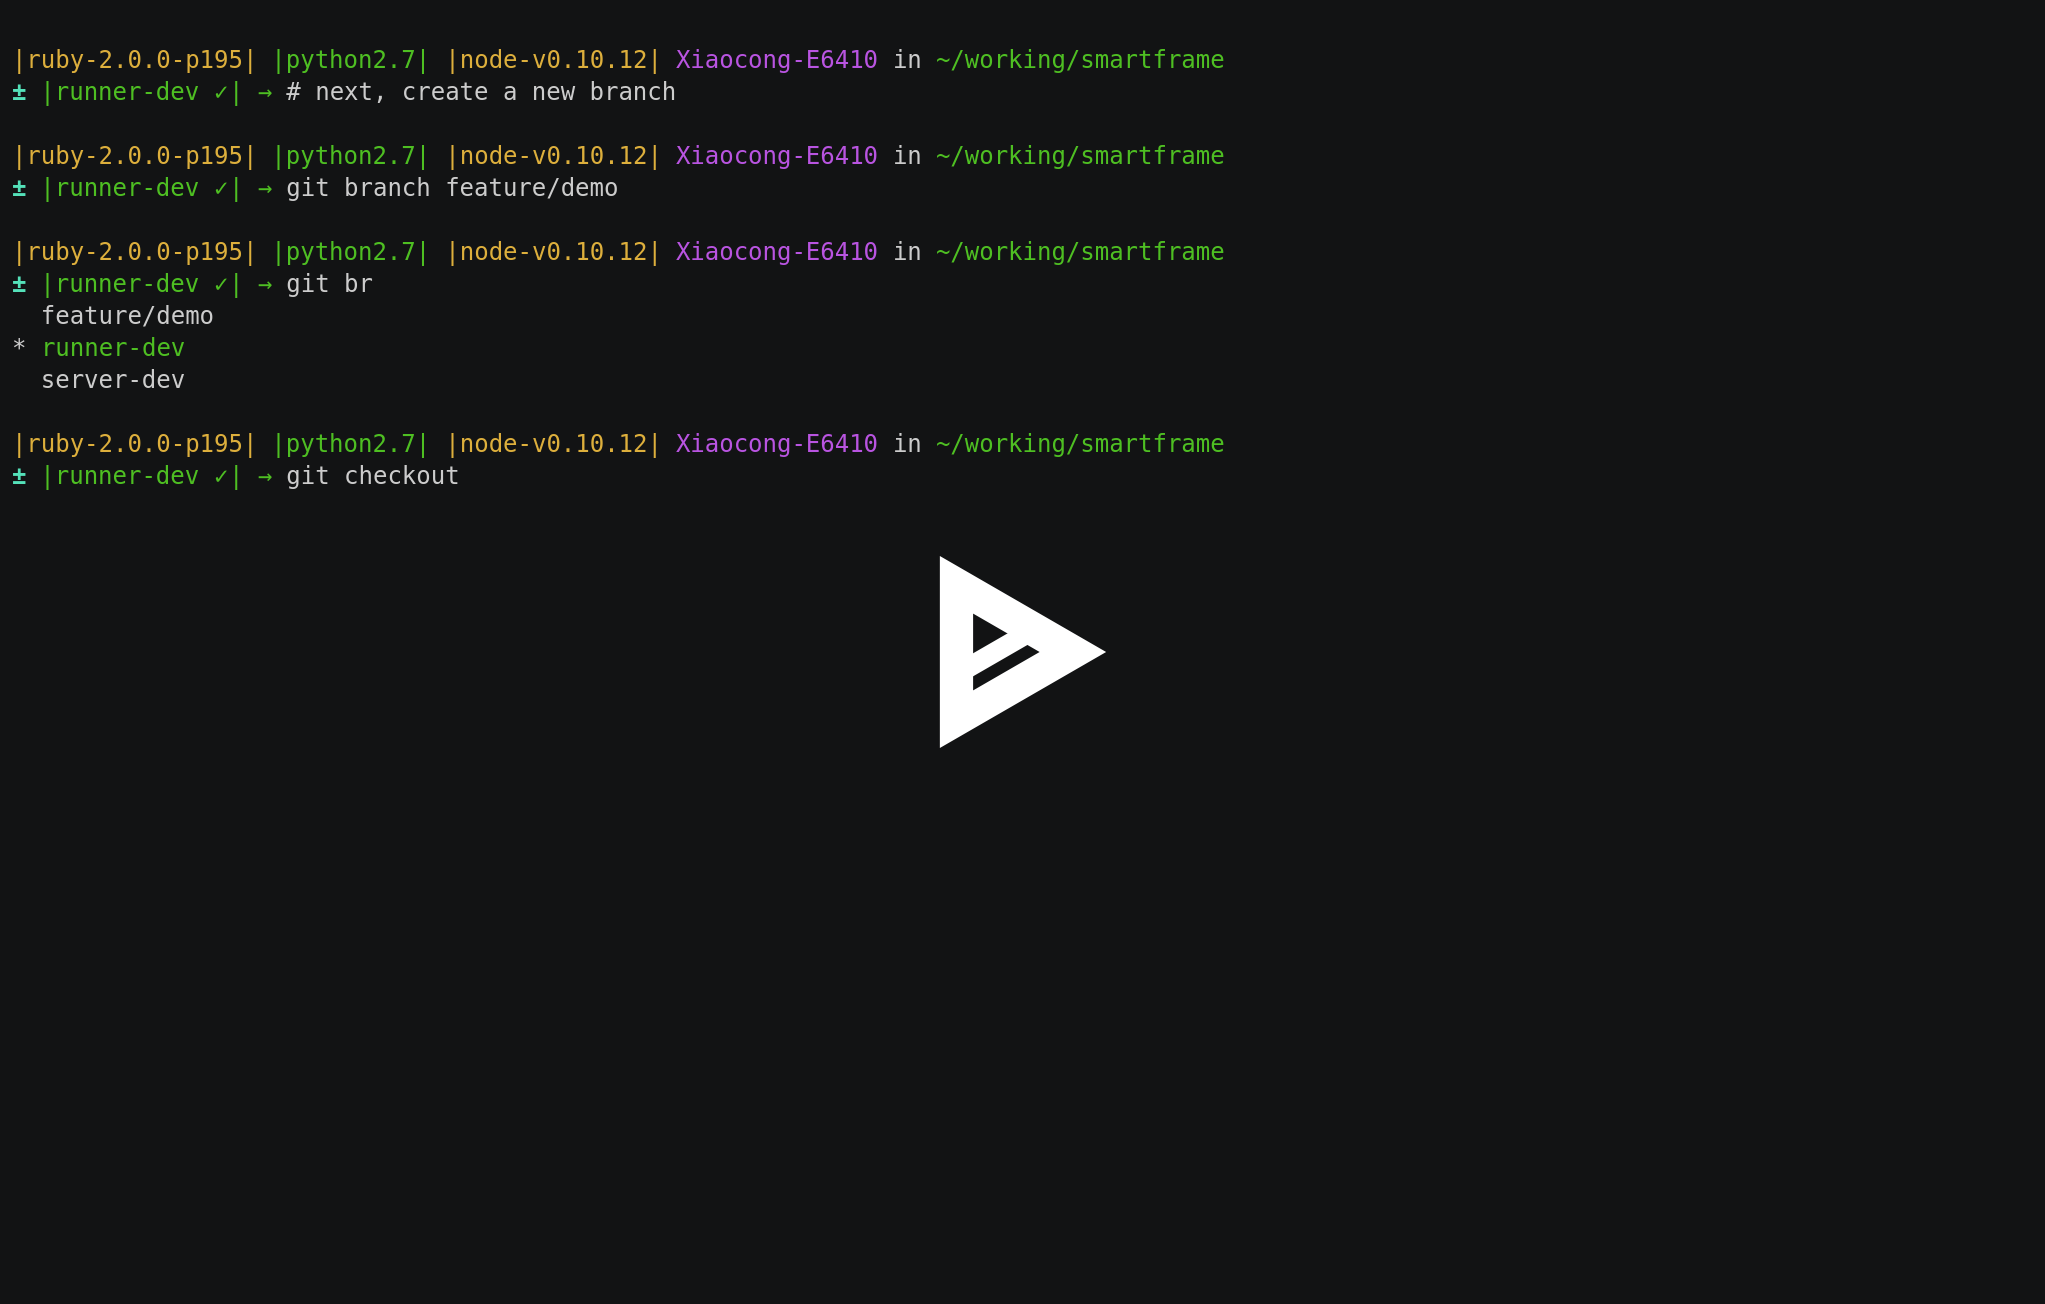 |ruby-2.0.0-p195| |python2.7| |node-v0.10.12| Xiaocong-E6410 in ~/working/smartframe
± |runner-dev ✓| → # next, create a new branch
|ruby-2.0.0-p195| |python2.7| |node-v0.10.12| Xiaocong-E6410 in ~/working/smartframe
± |runner-dev ✓| → git branch feature/demo
|ruby-2.0.0-p195| |python2.7| |node-v0.10.12| Xiaocong-E6410 in ~/working/smartframe
± |runner-dev ✓| → git br
  feature/demo
* runner-dev
  server-dev
|ruby-2.0.0-p195| |python2.7| |node-v0.10.12| Xiaocong-E6410 in ~/working/smartframe
± |runner-dev ✓| → git checkout